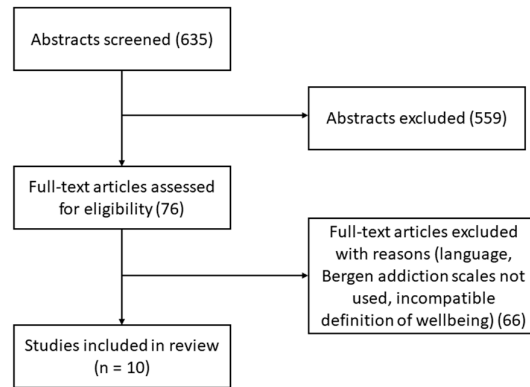 Abstracts screened (635)
Abstracts excluded (559)
Full-text articles assessed
for eligibility (76)
Full-text articles excluded
with reasons (language,
Bergen addiction scales not
used, incompatible
definition of wellbeing) (66)
Studies included in review
(n = 10)